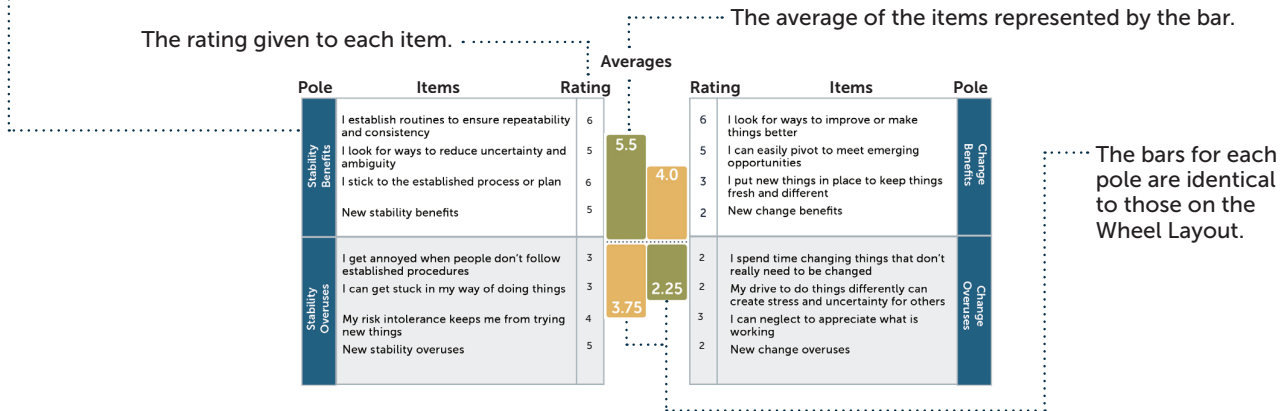 The average of the items represented by the bar.
The rating given to each item.
Averages
Pole Items Rating
Rating Items Pole
Stability
Benefits
I establish routines to ensure repeatability
and consistency
6
I look for ways to reduce uncertainty and
ambiguity
5
I stick to the established process or plan
6
New stability benefits
5
5.5
4.0
6
I look for ways to improve or make
things better
5
I can easily pivot to meet emerging
opportunities
3
I put new things in place to keep things
fresh and different
2
New change benefits
Change
Benefits
The bars for each
pole are identical
to those on the
Wheel Layout.
Stability
Overuses
I get annoyed when people don’t follow
established procedures
3
I can get stuck in my way of doing things
3
My risk intolerance keeps me from trying
new things
4
New stability overuses
5
3.75
2.25
2
I spend time changing things that don’t
really need to be changed
2
My drive to do things differently can
create stress and uncertainty for others
3
I can neglect to appreciate what is
working
2
New change overuses
Change
Overuses